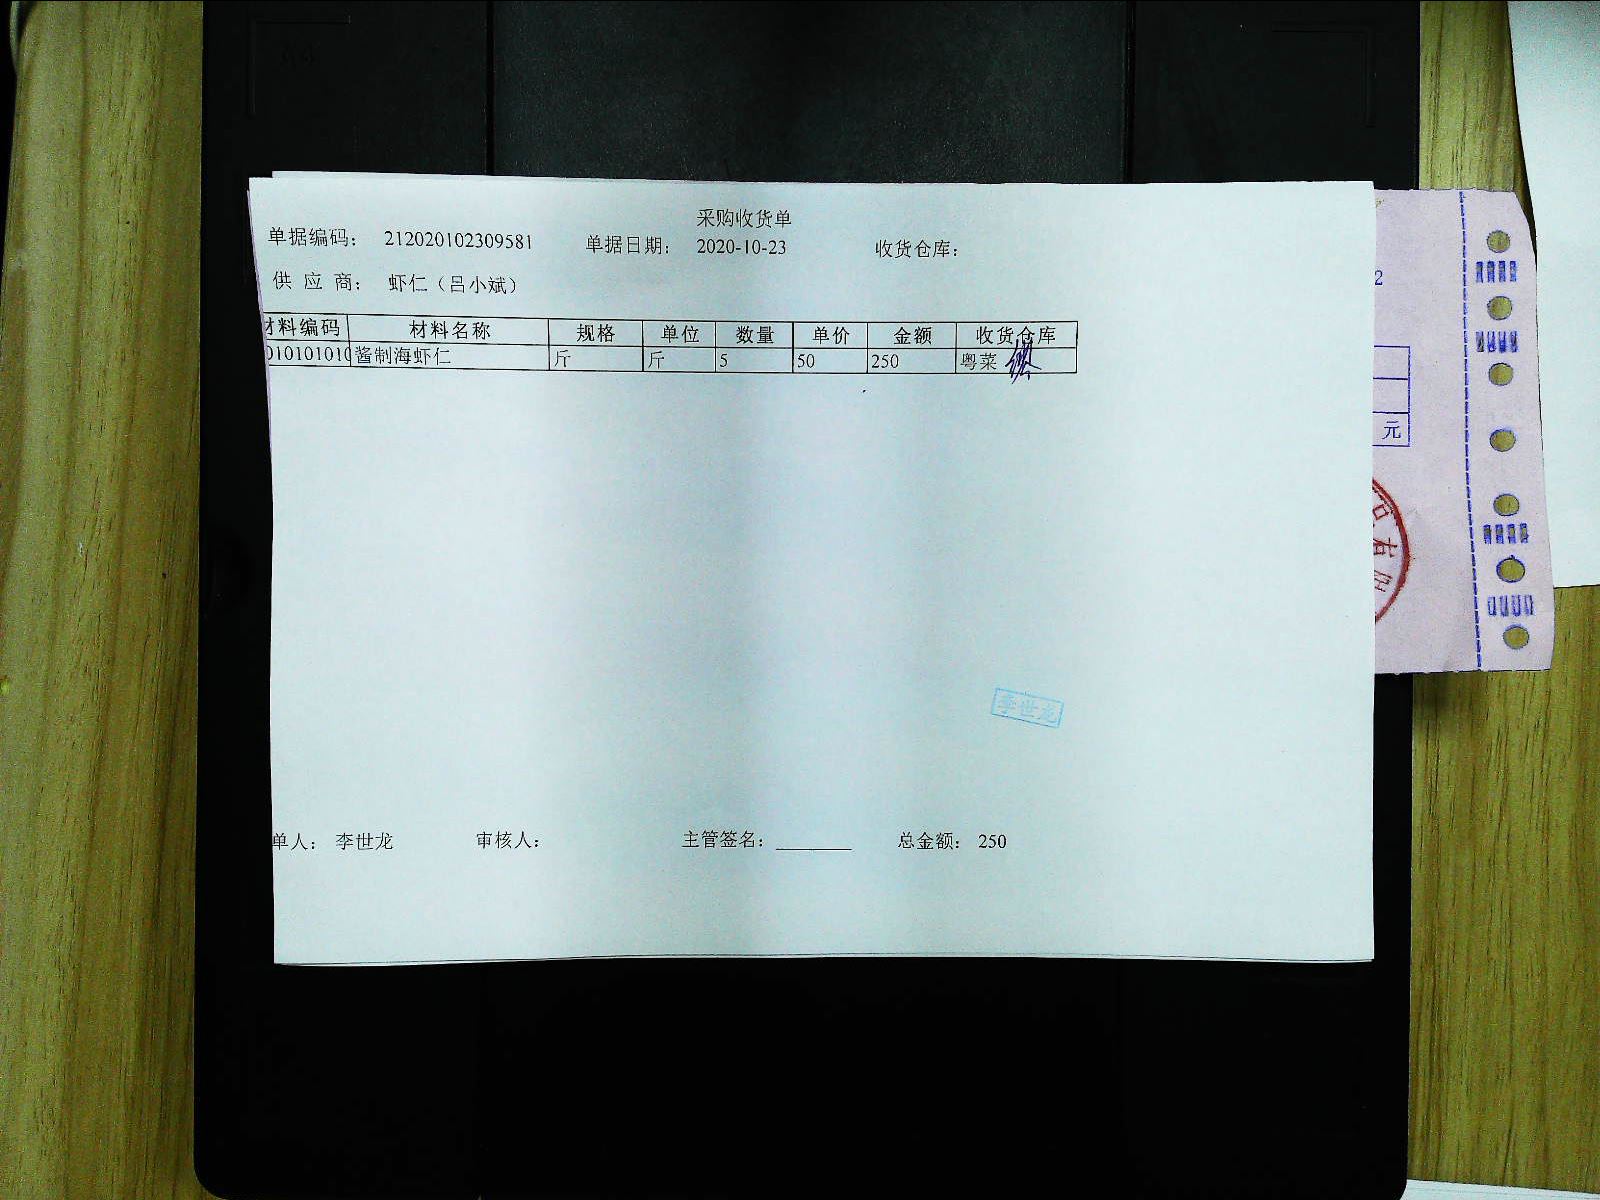 采购收货单
单据编码： 212020102309581 单据日期： 2020-10-23 收货仓库：
供 应 商： 虾仁（吕小斌）
材料编码 材料名称 规格 单位 数量 单价 金额 收货仓库
010101010 酱制海虾仁 斤 斤 5 50 250 粤菜
李世龙
单人： 李世龙 审核人： 主管签名：________ 总金额： 250
2
元